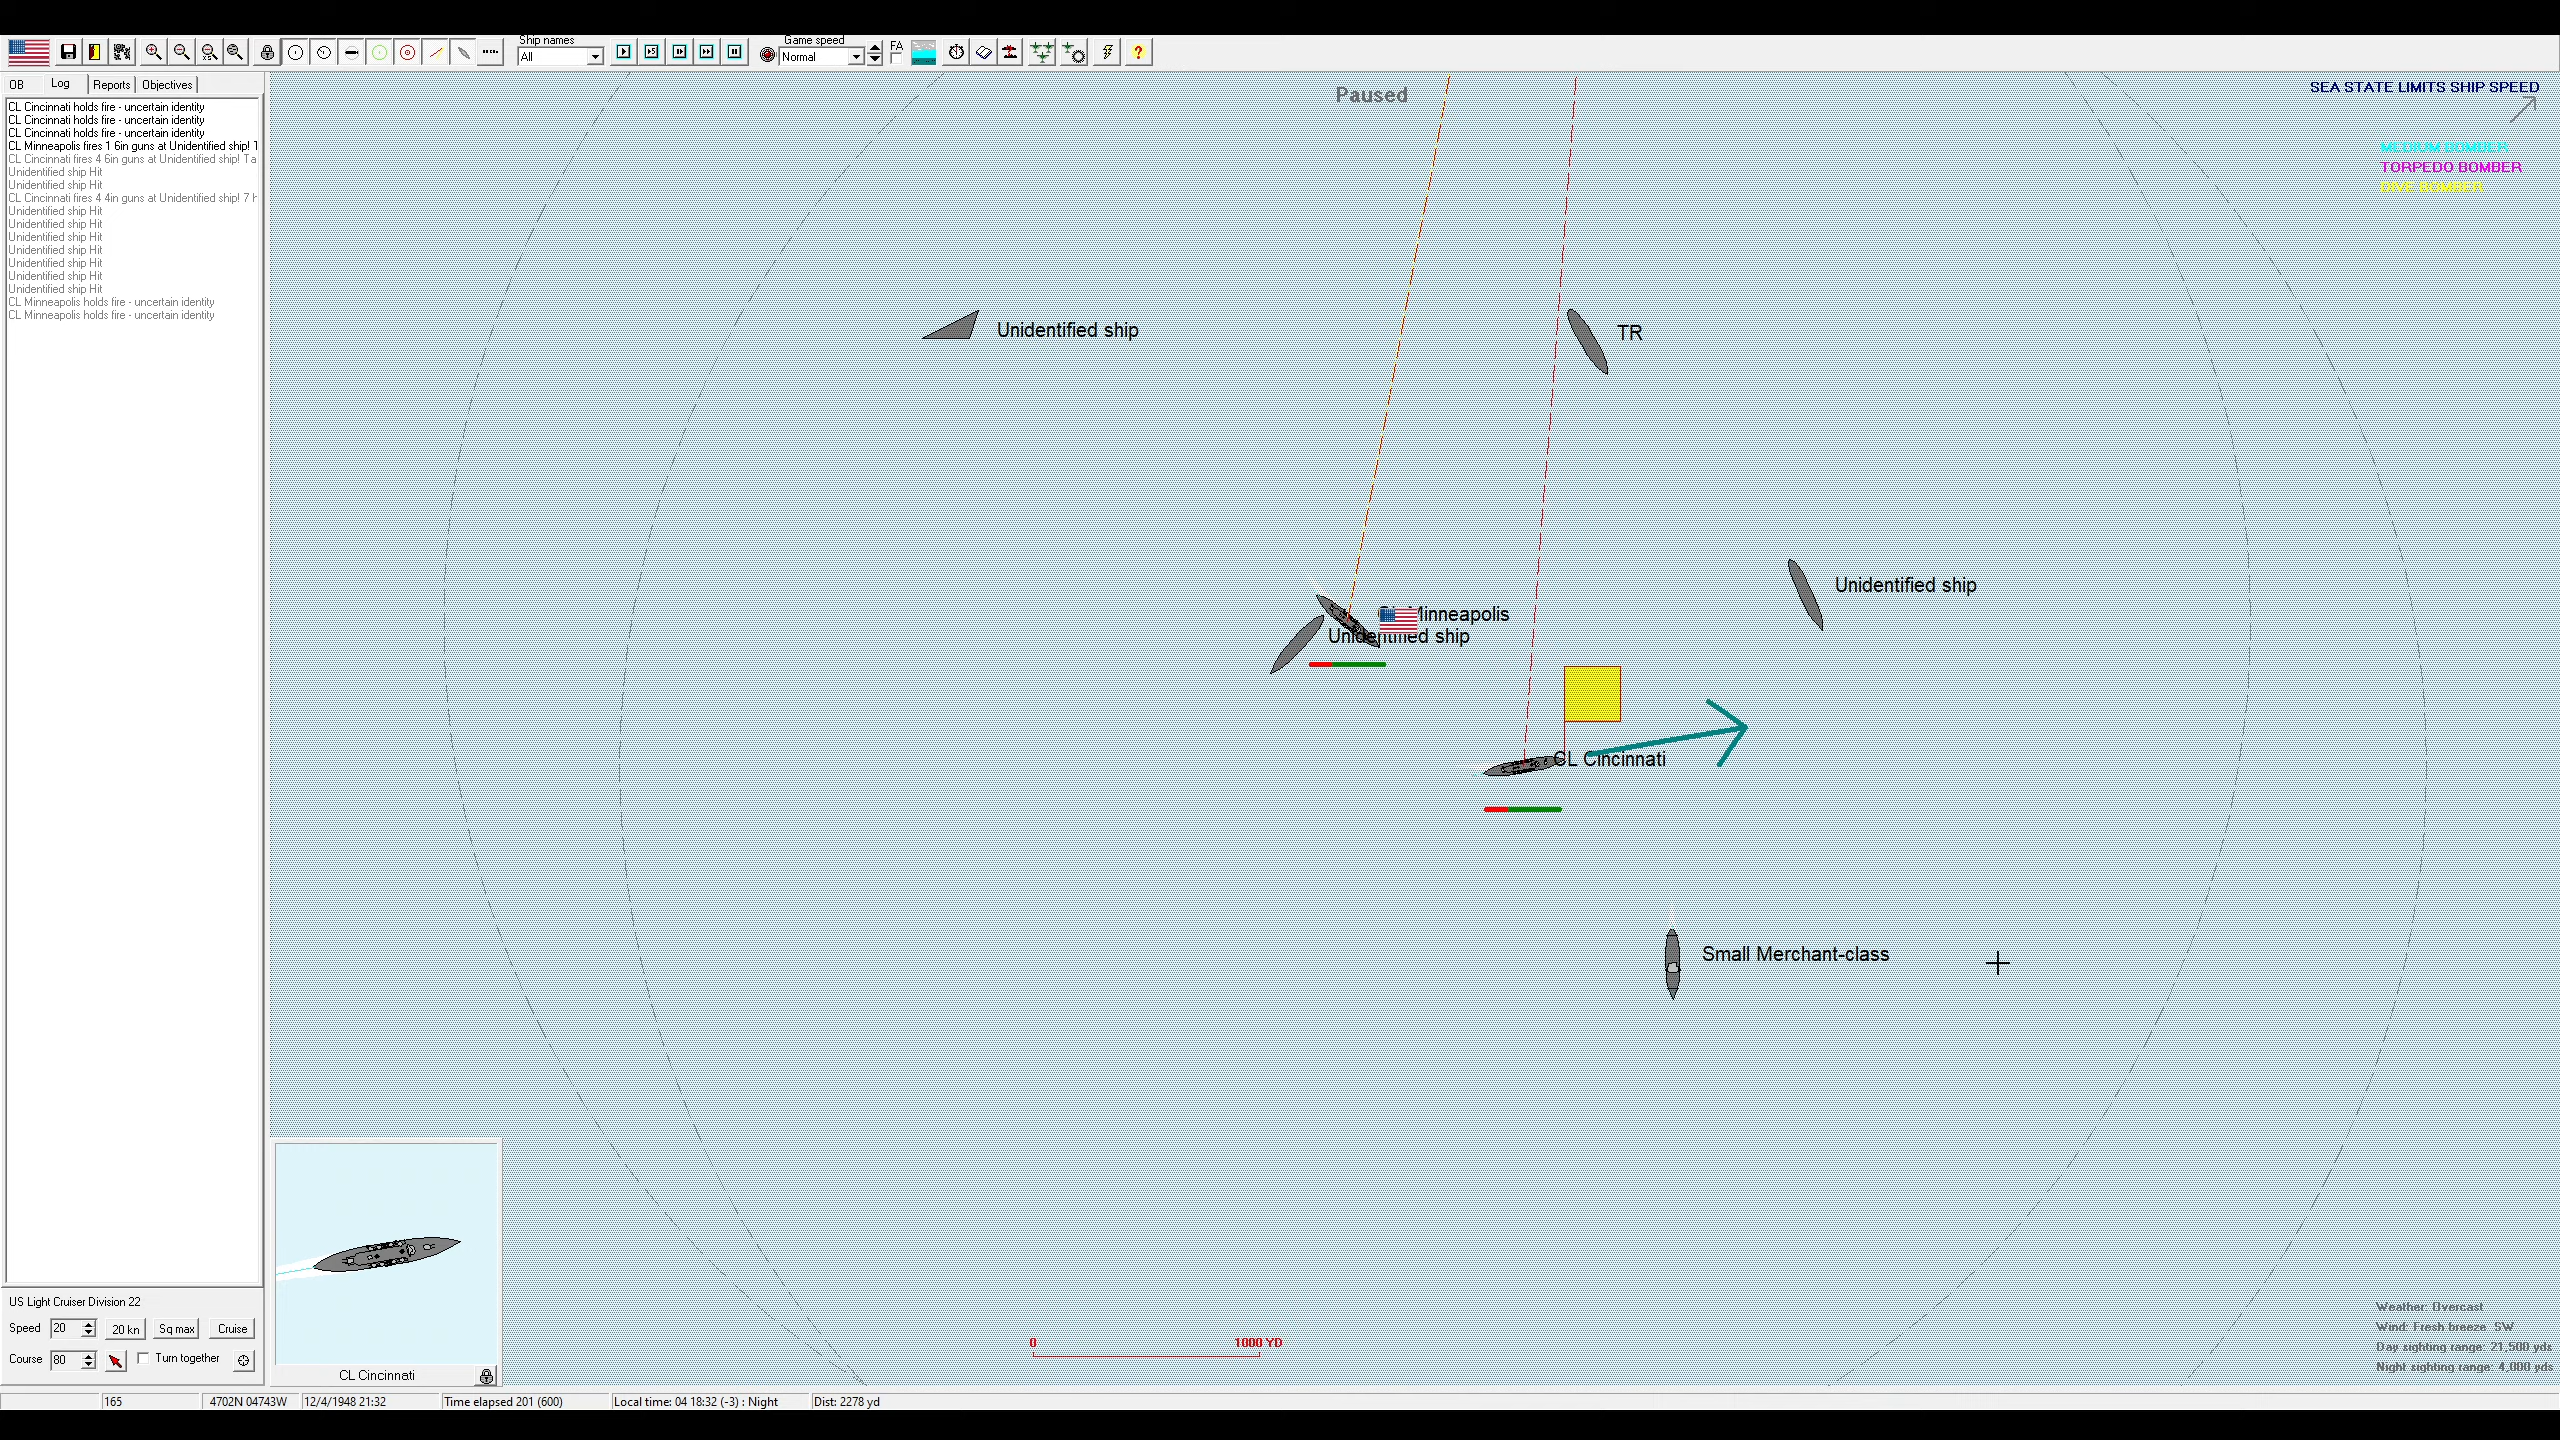 Ship names
Game speed
FA
All
Normal
OB
Log
Reports
Objectives
CL Cincinnati holds fire - uncertain identity
CL Cincinnati holds fire - uncertain identity
CL Cincinnati holds fire - uncertain identity
CL Minneapolis fires 1 6in guns at Unidentified ship! T
CL Cincinnati fires 4 6in guns at Unidentified ship! Ta
Unidentified ship Hit
Unidentified ship Hit
CL Cincinnati fires 4 4in guns at Unidentified ship! 7 h
Unidentified ship Hit
Unidentified ship Hit
Unidentified ship Hit
Unidentified ship Hit
Unidentified ship Hit
Unidentified ship Hit
Unidentified ship Hit
CL Minneapolis holds fire - uncertain identity
CL Minneapolis holds fire - uncertain identity
Paused
SEA STATE LIMITS SHIP SPEED
MEDIUM BOMBER
TORPEDO BOMBER
DIVE BOMBER
Unidentified ship
TR
Unidentified ship
Minneapolis
Unidentified ship
CL Cincinnati
Small Merchant-class
0
1000 YD
Weather: Overcast
Wind: Fresh breeze SW
Day sighting range: 21,500 yds
Night sighting range: 4,000 yds
US Light Cruiser Division 22
Speed
20
20 kn
Sq max
Cruise
Course
80
Turn together
CL Cincinnati
165
4702N 04743W
12/4/1948 21:32
Time elapsed 201 (600)
Local time: 04 18:32 (-3) : Night
Dist: 2278 yd